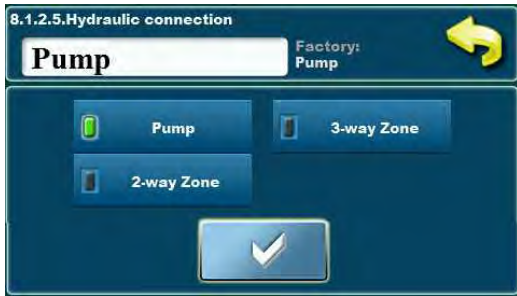 8.1.2.5.Hydraulic connection
Pump
Factory:
Pump
Pump
3-way Zone
2-way Zone